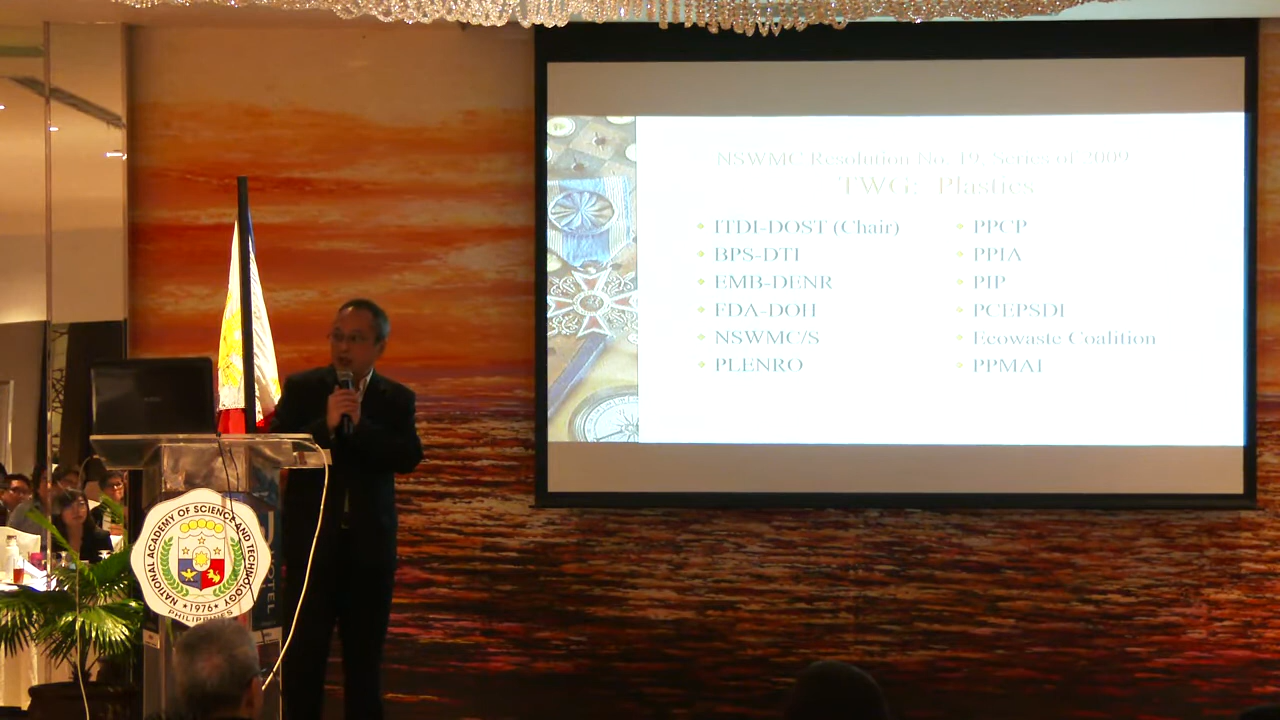 NSWMC Resolution No. 19, Series of 2009
TWG: Plastics
ITDI-DOST (Chair)
BPS-DTI
EMB-DENR
FDA-DOH
NSWMC/S
PLENRO
PPCP
PPIA
PIP
PCEPSDI
Ecowaste Coalition
PPMAI
NATIONAL ACADEMY OF SCIENCE AND TECHNOLOGY
*1976*
PHILIPPINES